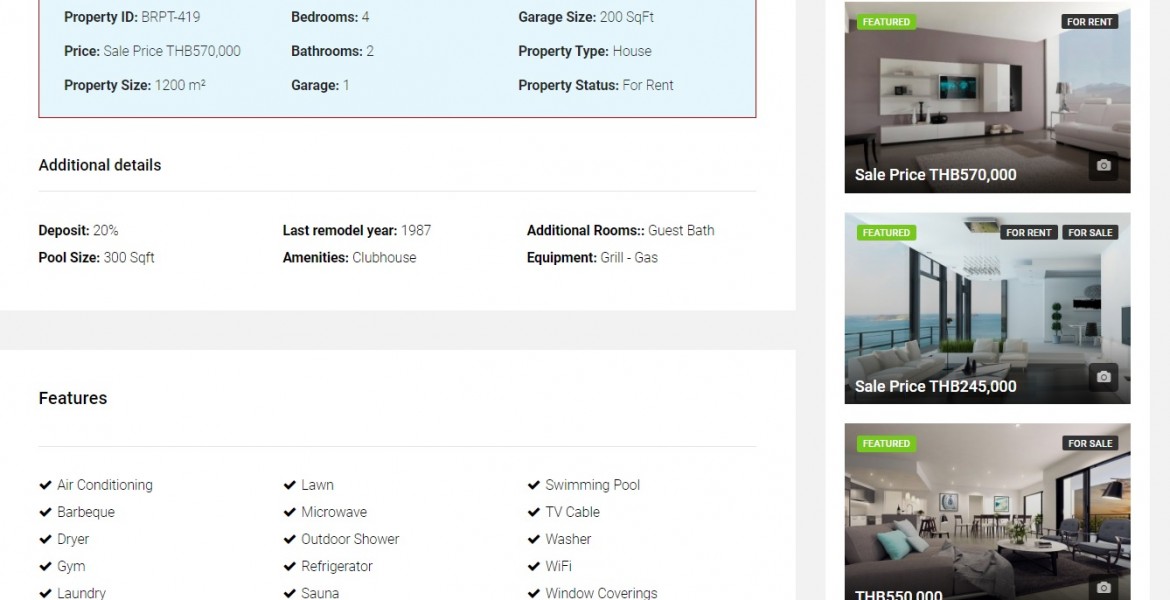 Property ID: BRPT-419
Bedrooms: 4
Garage Size: 200 SqFt
Price: Sale Price THB570,000
Bathrooms: 2
Property Type: House
Property Size: 1200 m²
Garage: 1
Property Status: For Rent
Additional details
Deposit: 20%
Last remodel year: 1987
Additional Rooms:: Guest Bath
Pool Size: 300 Sqft
Amenities: Clubhouse
Equipment: Grill - Gas
Features
Air Conditioning
Lawn
Swimming Pool
Barbeque
Microwave
TV Cable
Dryer
Outdoor Shower
Washer
Gym
Refrigerator
WiFi
Laundry
Sauna
Window Coverings
FEATURED
FOR RENT
Sale Price THB570,000
FEATURED
FOR RENT
FOR SALE
Sale Price THB245,000
FEATURED
FOR SALE
THB550,000